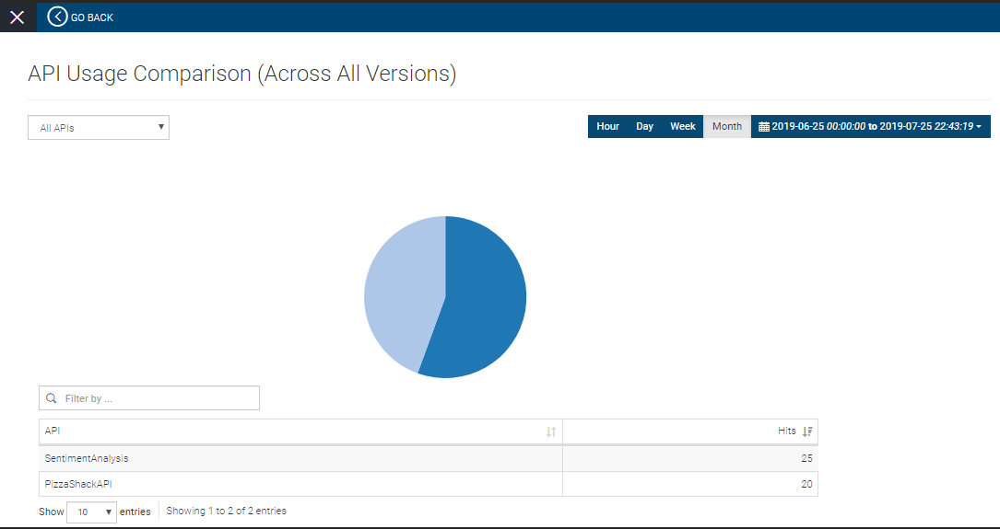 GO BACK
API Usage Comparison (Across All Versions)
All APIs
Hour Day Week Month 2019-06-25 00:00:00 to 2019-07-25 22:43:19
Filter by ...
API Hits
SentimentAnalysis 25
PizzaShackAPI 20
Show 10 entries Showing 1 to 2 of 2 entries